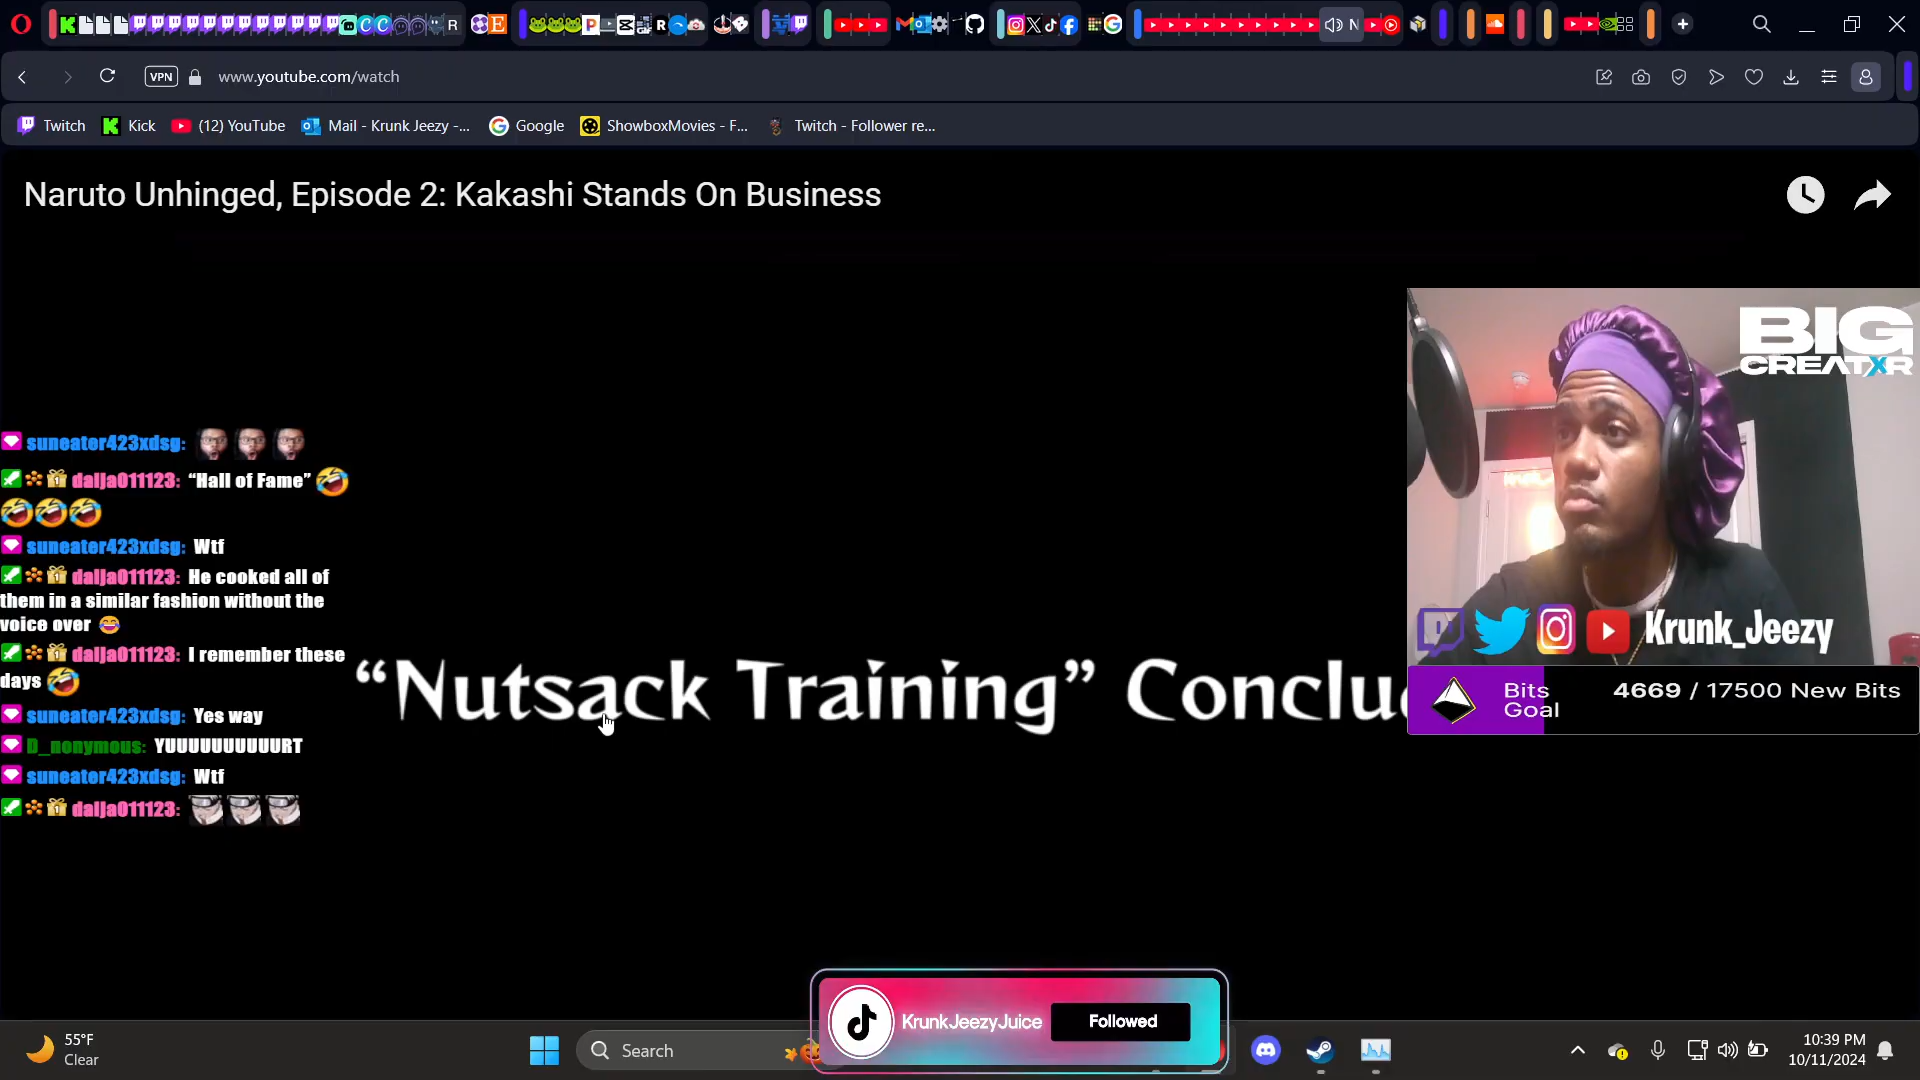 VPN
www.youtube.com/watch
Twitch
Kick
(12) YouTube
Mail - Krunk Jeezy -...
Google
ShowboxMovies - F...
Twitch - Follower re...
Naruto Unhinged, Episode 2: Kakashi Stands On Business
BIG
CREATXR
suneater423xdsg:
daija011123: “Hall of Fame” 🤣
🤣🤣🤣
suneater423xdsg: Wtf
daija011123: He cooked all of
them in a similar fashion without the
voice over 😂
daija011123: I remember these
days 🤣
suneater423xdsg: Yes way
D_nonymous: YUUUUUUUUUURT
suneater423xdsg: Wtf
daija011123:
“Nutsack Training” Conclu
Krunk_Jeezy
Bits
Goal
4669 / 17500 New Bits
KrunkJeezyJuice
Followed
55°F
Clear
Search
10:39 PM
10/11/2024